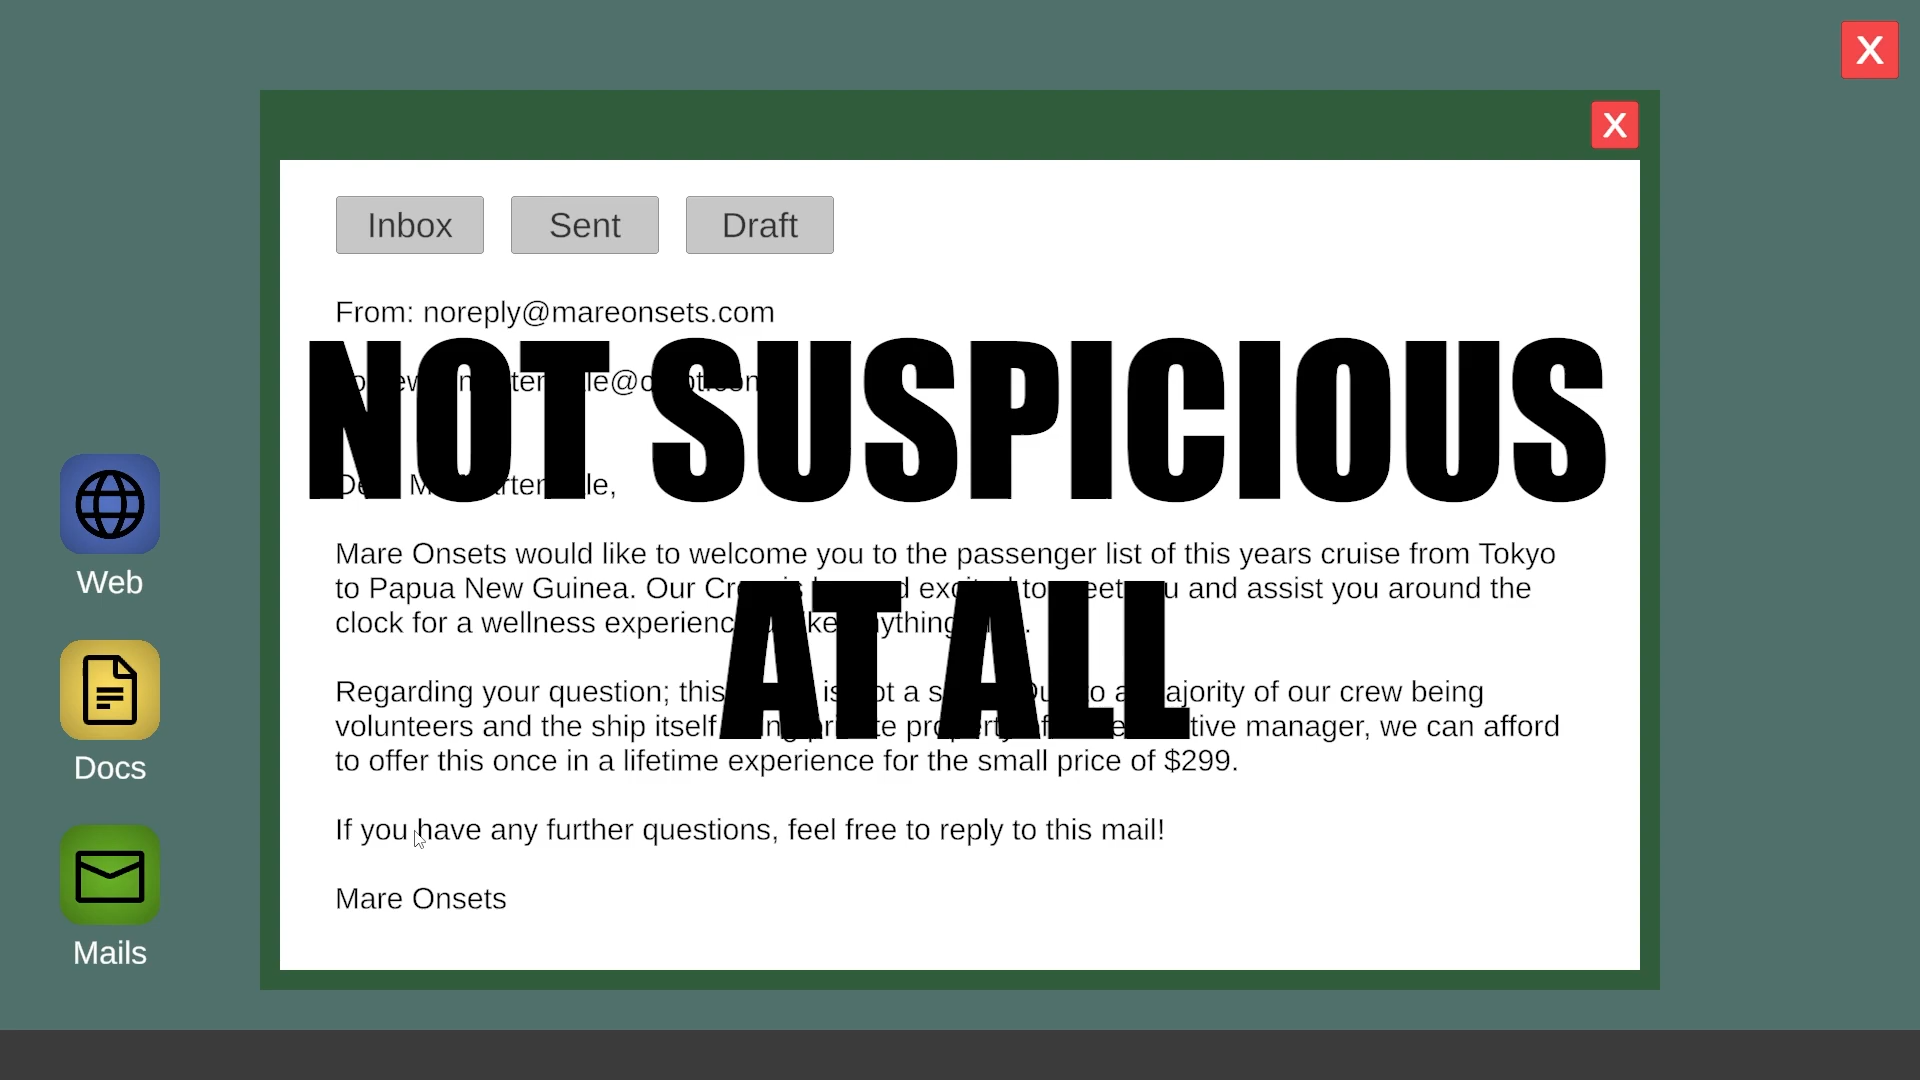 X
X
Inbox Sent Draft
From: noreply@mareonsets.com
NOT SUSPICIOUS
Mare Onsets would like to welcome you to the passenger list of this years cruise from Tokyo
AT ALL
to Papua New Guinea. Our to and assist you around the
clock for a wellness
Regarding your question; this a of our crew being
volunteers and the ship itself manager, we can afford
to offer this once in a lifetime experience for the small price of $299.
If you have any further questions, feel free to reply to this mail!
Mare Onsets
Web
Docs
Mails